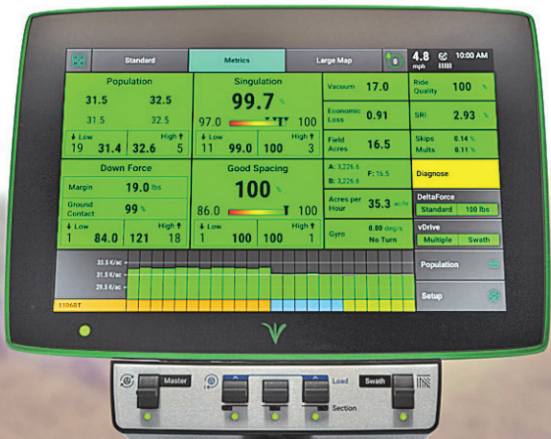 Standard Metrics Large Map 4.8 mph 10:00 AM
Population
31.5 32.5
31.5 32.5
Low High
19 31.4 32.6 5
Singulation
99.7 %
97.0 100
Low High
11 99.0 100 3
Vacuum 17.0
Ride Quality 100 %
Economic Loss 0.91
SRI 2.93 %
Field Acres 16.5
Skips 0.14 %
Mults 0.11 %
Down Force
Margin 19.0 lbs
Ground Contact 99 %
Low High
1 84.0 121 18
Good Spacing
100 %
86.0 100
Low High
1 100 100 1
A: 3,226.6
B: 3,226.6
F: 16.5
Diagnose
Acres per Hour 35.3 ac/hr
DeltaForce
Standard 100 lbs
Gyro 0.00 deg/s
No Turn
vDrive
Multiple Swath
Population
Setup
33.5 K/ac
31.5 K/ac
29.5 K/ac
Master Load Swath
Section